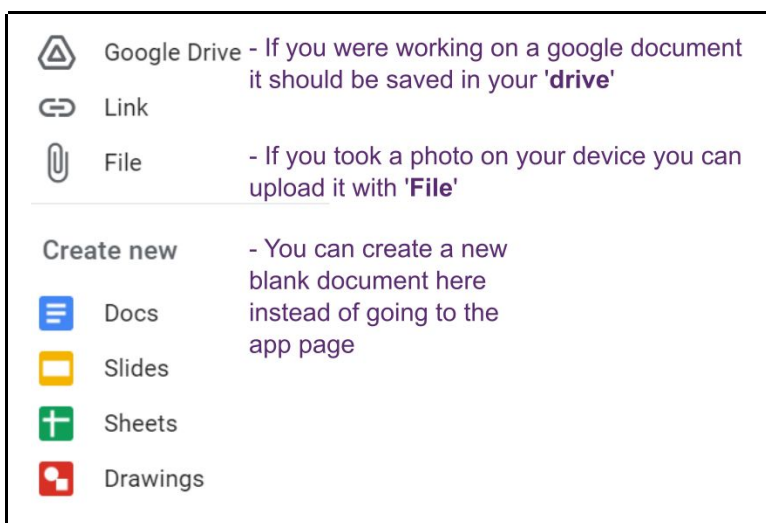 Google Drive - If you were working on a google document
it should be saved in your 'drive'
Link
File - If you took a photo on your device you can
upload it with 'File'
Create new - You can create a new
blank document here
Docs instead of going to the
app page
Slides
Sheets
Drawings